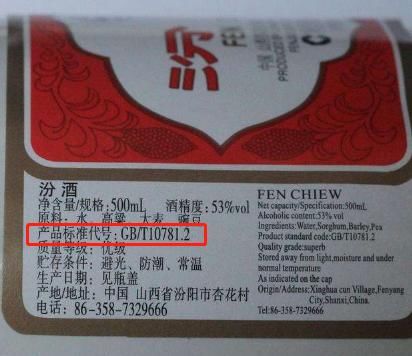 汾
FEN
中国
PRODUCED
汾酒
净含量/规格:500mL 酒精度:53%vol
原料:水、高粱、大麦、豌豆
产品标准代号:GB/T10781.2
质量等级:优级
贮存条件:避光、防潮、常温
生产日期:见瓶盖
产地/地址:中国 山西省汾阳市杏花村
电话:86-358-7329666
FEN CHIEW
Net capacity/Specification:500mL
Alcoholic content:53% vol
Ingredients:Water,Sorghum,Barley,Pea
Product standard code:GB/T10781.2
Quality grade:superb
Stored away from light,moisture and under
normal temperature
As indicated on the cap
Origin/Address:Xinghua cun Village,Fenyang
City,Shanxi,China.
Tel:86-358-7329666